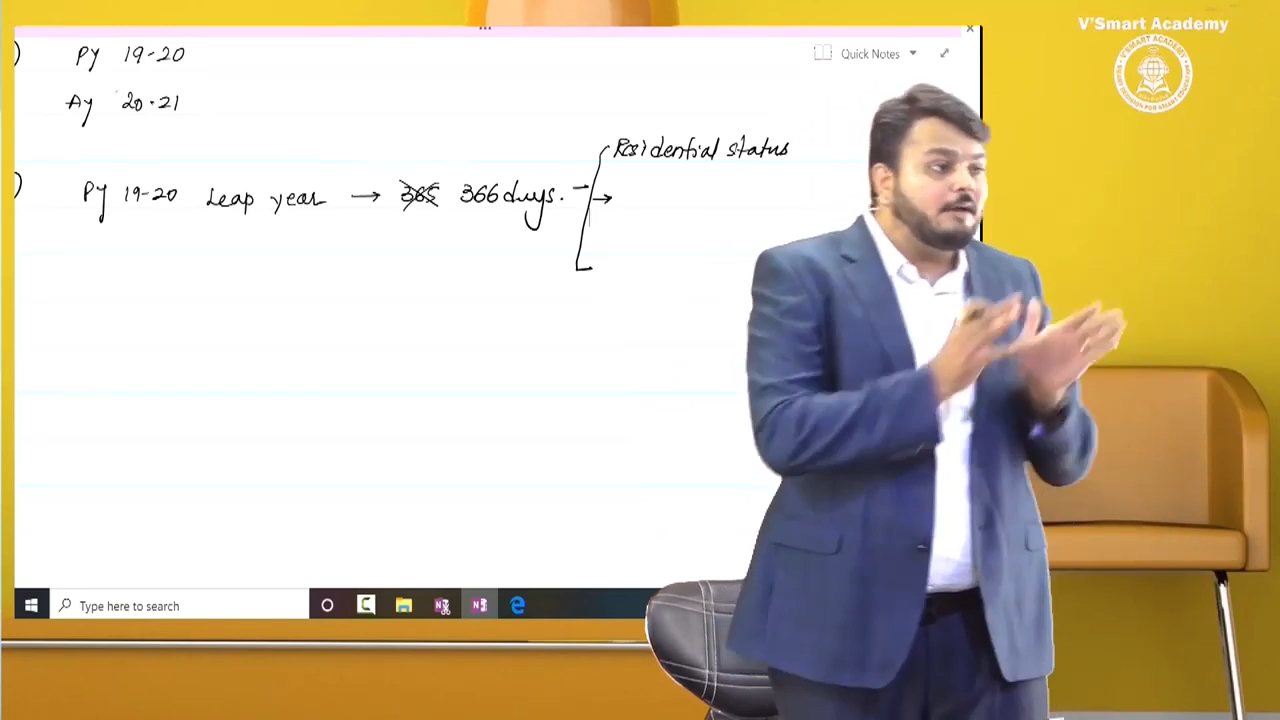 V'Smart Academy
) Py 19-20
Quick Notes
Ay 20-21
Residential status
) Py 19-20 Leap year → 365 366 days. →
Type here to search